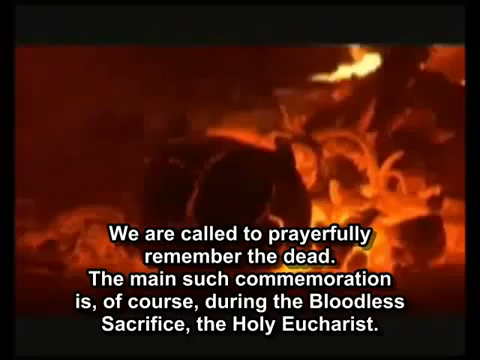 We are called to prayerfully
remember the dead.
The main such commemoration
is, of course, during the Bloodless
Sacrifice, the Holy Eucharist.